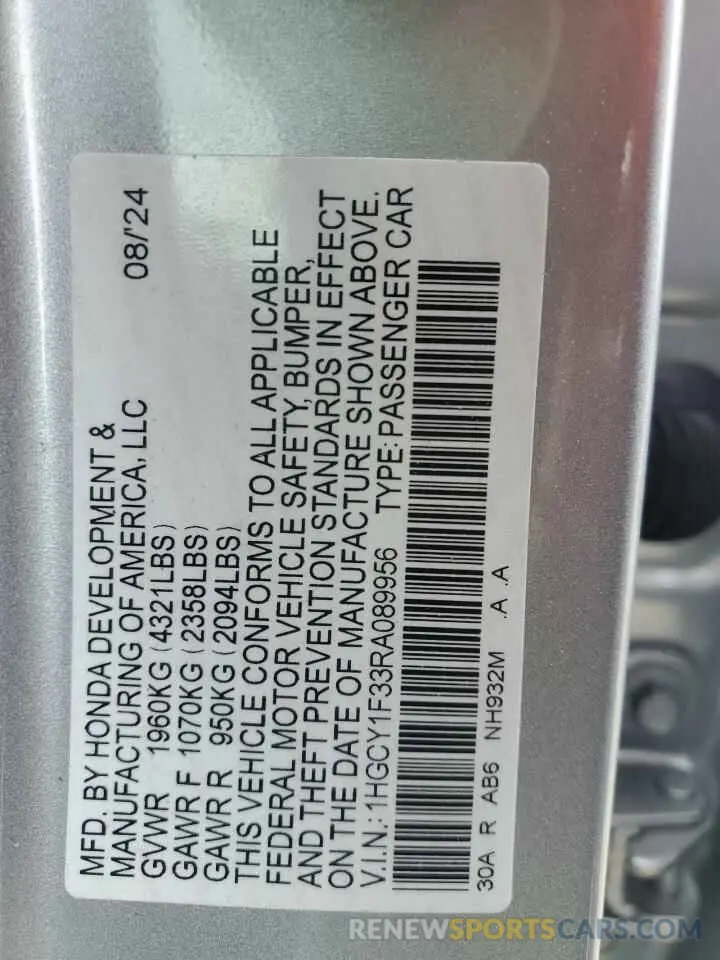 MFD. BY HONDA DEVELOPMENT & 08/'24
MANUFACTURING OF AMERICA, LLC
GVWR 1960KG (4321LBS)
GAWR F 1070KG (2358LBS)
GAWR R 950KG (2094LBS)
THIS VEHICLE CONFORMS TO ALL APPLICABLE
FEDERAL MOTOR VEHICLE SAFETY, BUMPER,
AND THEFT PREVENTION STANDARDS IN EFFECT
ON THE DATE OF MANUFACTURE SHOWN ABOVE.
V.I.N.: 1HGCY1F33RA089956 TYPE: PASSENGER CAR
30A R AB6 NH932M .A .A
RENEWSPORTSCARS.COM